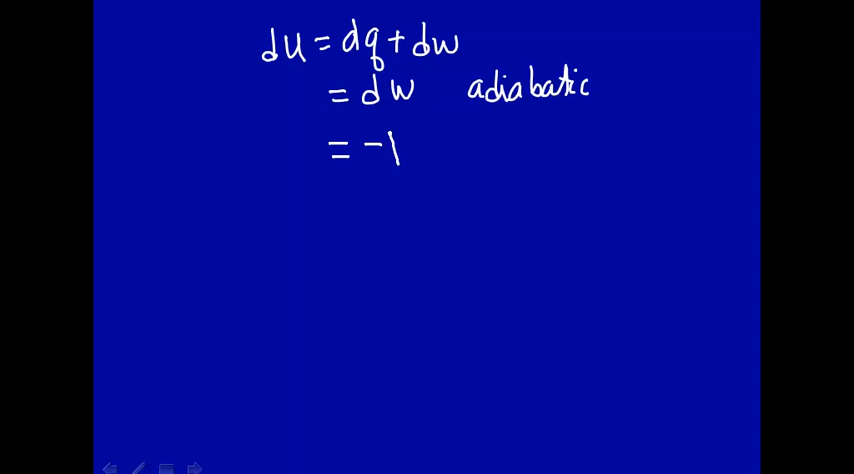 du = dq + dw
= dw adiabatic
= -